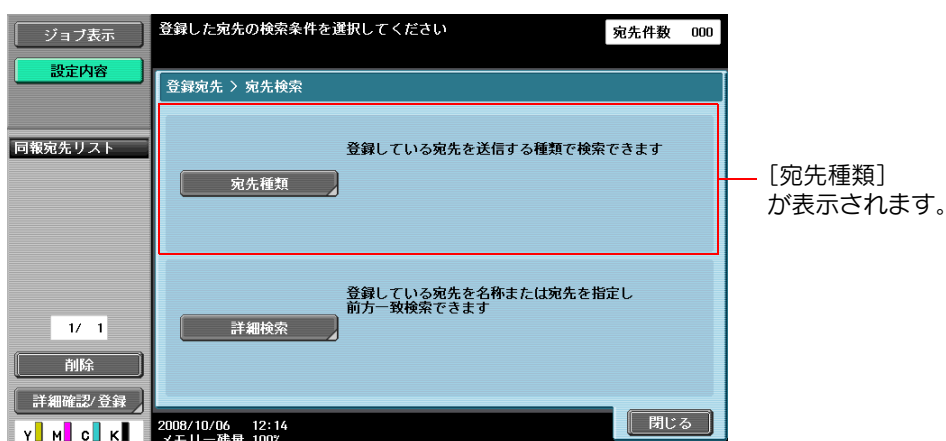 ジョブ表示
設定内容
同報宛先リスト
1/ 1
削除
詳細確認/登録
Y M C K
登録した宛先の検索条件を選択してください
宛先件数 000
登録宛先 > 宛先検索
登録している宛先を送信する種類で検索できます
宛先種類
登録している宛先を名称または宛先を指定し
前方一致検索できます
詳細検索
2008/10/06 12:14
メモリー残量 100%
閉じる
[宛先種類]
が表示されます。